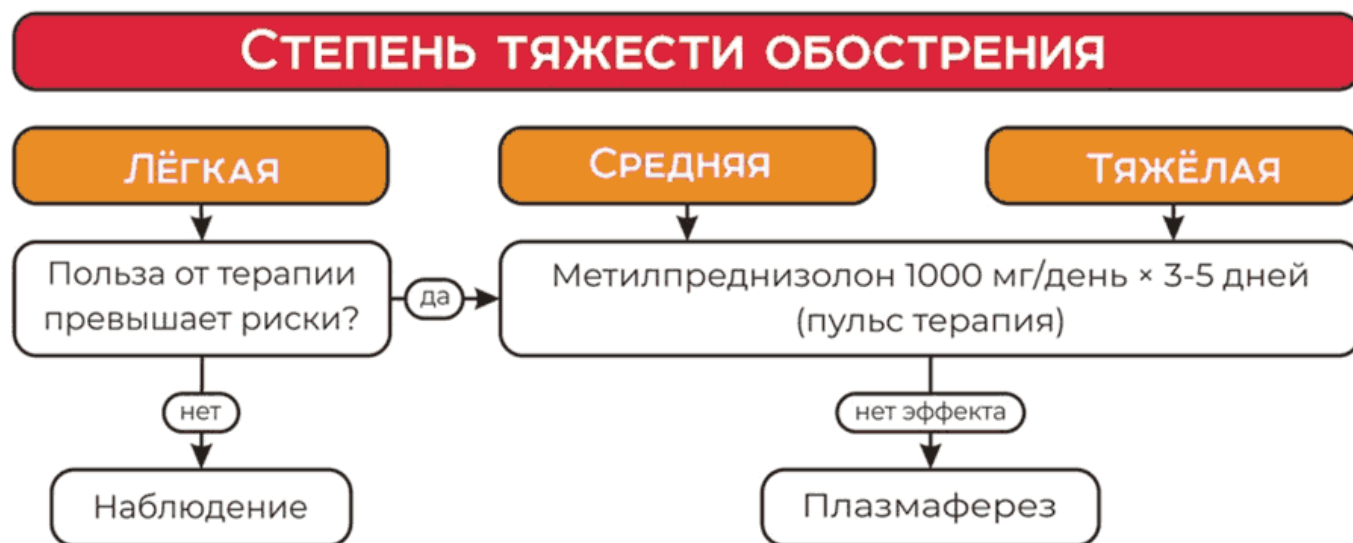 Степень тяжести обострения
Лёгкая
Средняя
Тяжёлая
Польза от терапии
превышает риски?
да
Метилпреднизолон 1000 мг/день × 3-5 дней
(пульс терапия)
нет
нет эффекта
Наблюдение
Плазмаферез